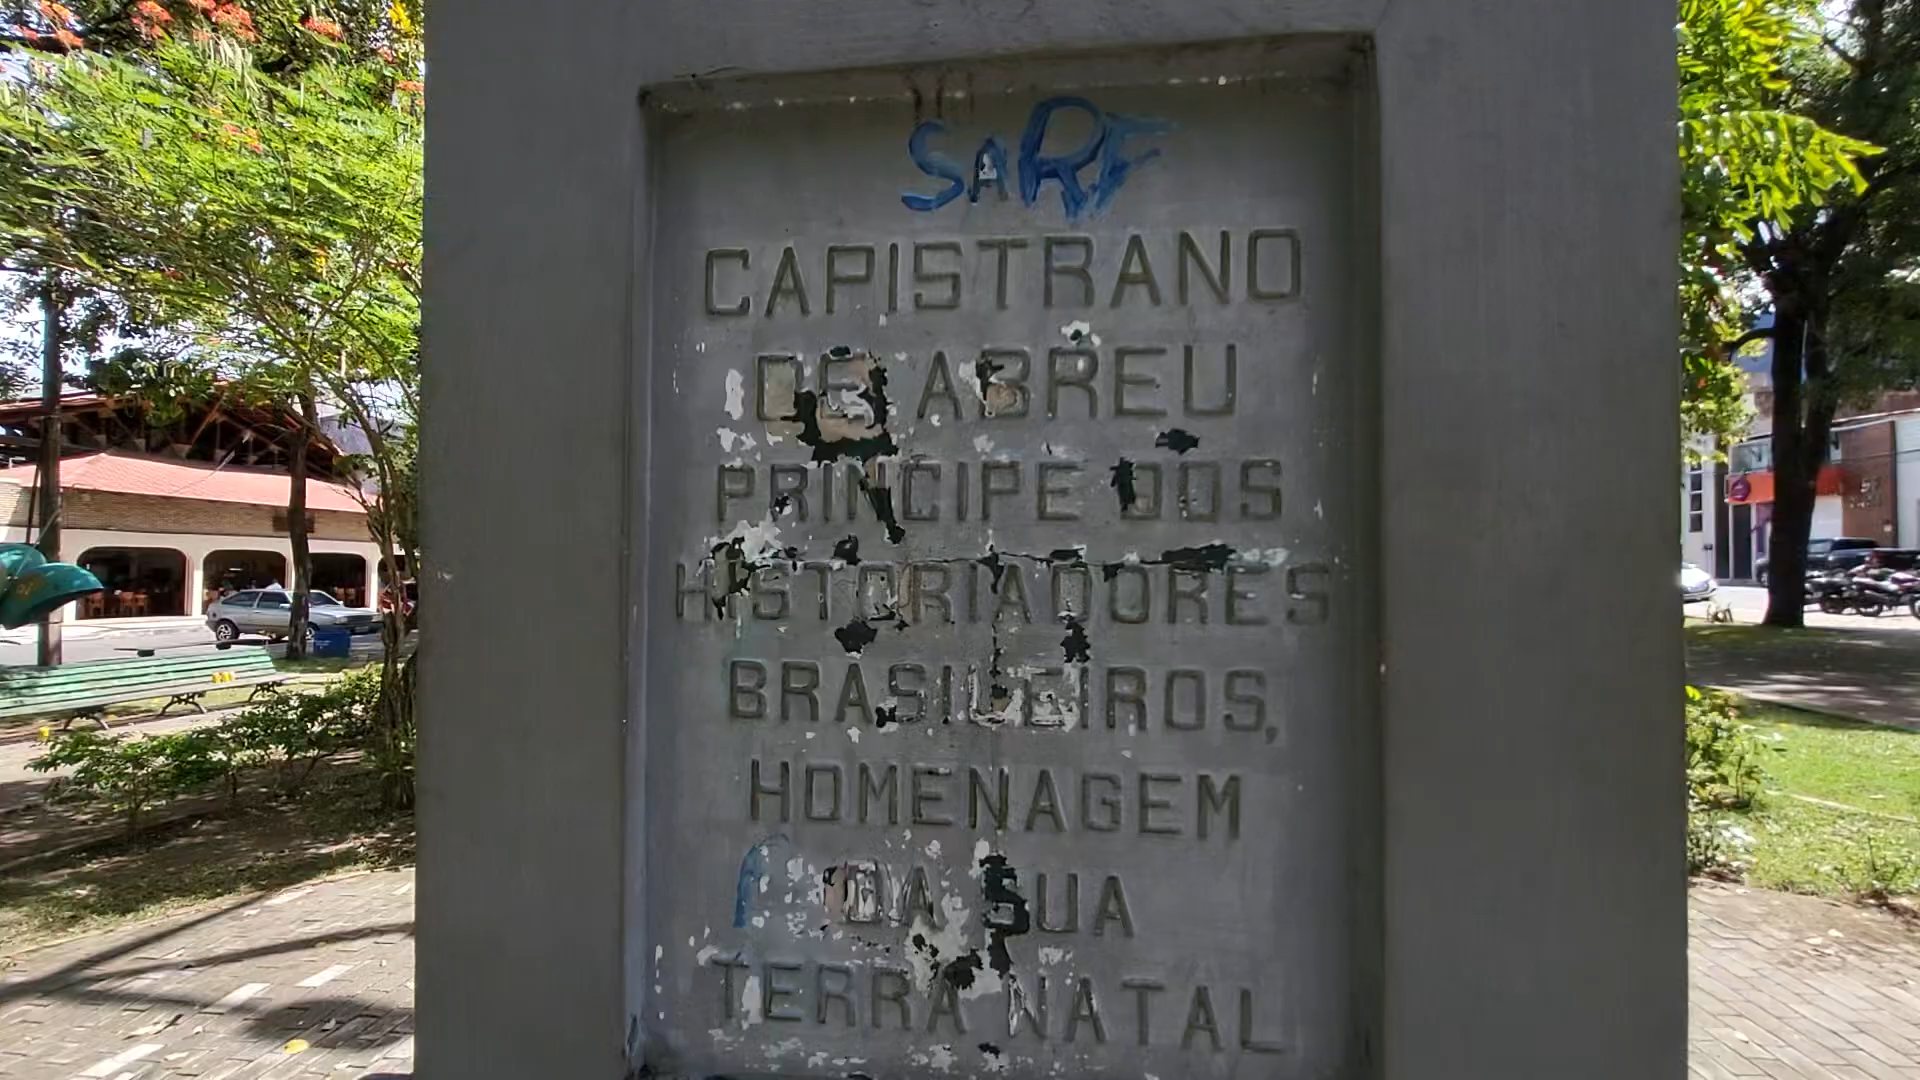 SaRF
CAPISTRANO
DE ABREU
PRINCIPE DOS
HISTORIADORES
BRASILEIROS,
HOMENAGEM
DA SUA
TERRA NATAL